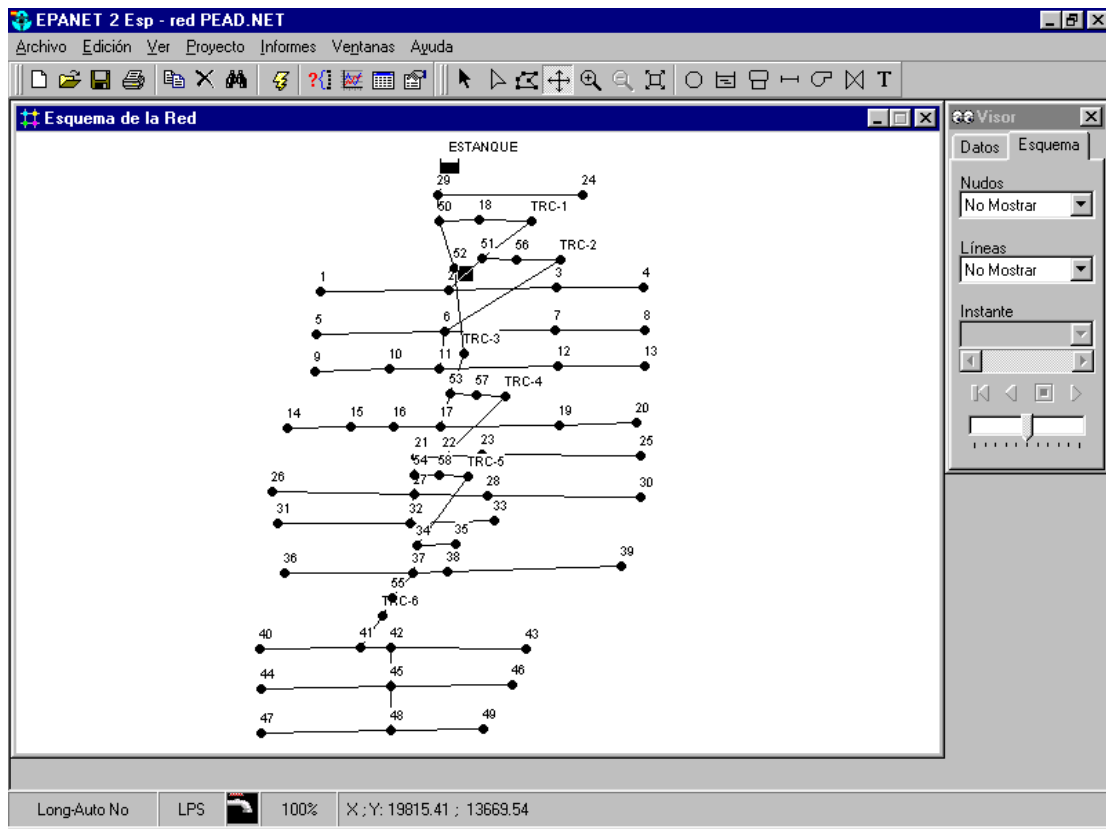 EPANET 2 Esp - red PEAD.NET
Archivo Edición Ver Proyecto Informes Ventanas Ayuda
T
Esquema de la Red
Visor
Datos Esquema
Nudos
No Mostrar
Líneas
No Mostrar
Instante
ESTANQUE
29 24
50 18 TRC-1
52 51 56 TRC-2
1 2 3 4
5 6 7 8
TRC-3
9 10 11 12 13
53 57 TRC-4
14 15 16 17 19 20
21 22 23 25
54 58 TRC-5
26 27 28 30
31 32 33
34 35
36 37 38 39
55
TRC-6
40 41 42 43
44 45 46
47 48 49
Long-Auto No LPS 100% X ; Y: 19815.41 ; 13669.54